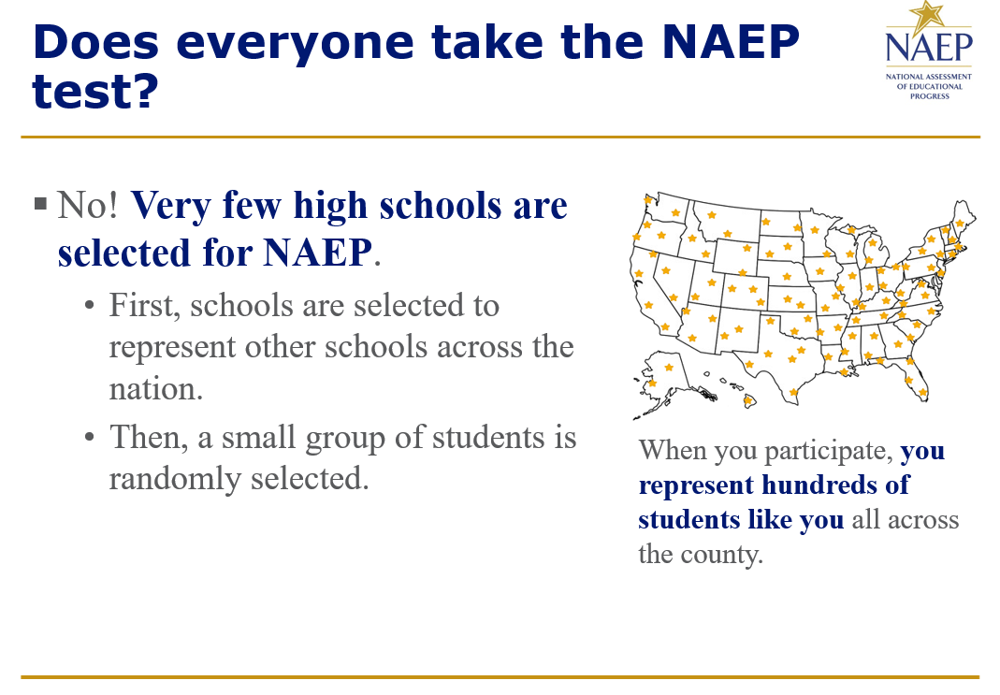 Does everyone take the NAEP
test?
NAEP
NATIONAL ASSESSMENT
OF EDUCATIONAL
PROGRESS
▪ No! Very few high schools are
selected for NAEP.
• First, schools are selected to
represent other schools across the
nation.
• Then, a small group of students is
randomly selected.
When you participate, you
represent hundreds of
students like you all across
the county.